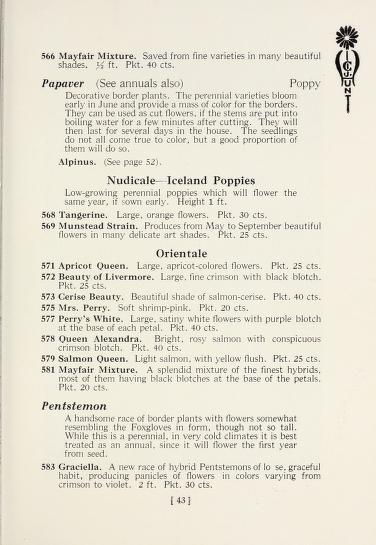 566 Mayfair Mixture. Saved from fine varieties in many beautiful
shades. ½ ft. Pkt. 40 cts.
Papaver (See annuals also) Poppy
Decorative border plants. The perennial varieties bloom
early in June and provide a mass of color for the borders.
They can be used as cut flowers, if the stems are put into
boiling water for a few minutes after cutting. They will
then last for several days in the house. The seedlings
do not all come true to color, but a good proportion of
them will do so.
Alpinus. (See page 52).
Nudicale—Iceland Poppies
Low-growing perennial poppies which will flower the
same year, if sown early. Height 1 ft.
568 Tangerine. Large, orange flowers. Pkt. 30 cts.
569 Munstead Strain. Produces from May to September beautiful
flowers in many delicate art shades. Pkt. 25 cts.
Orientale
571 Apricot Queen. Large, apricot-colored flowers. Pkt. 25 cts.
572 Beauty of Livermore. Large, fine crimson with black blotch.
Pkt. 25 cts.
573 Cerise Beauty. Beautiful shade of salmon-cerise. Pkt. 40 cts.
575 Mrs. Perry. Soft shrimp-pink. Pkt. 20 cts.
577 Perry's White. Large, satiny white flowers with purple blotch
at the base of each petal. Pkt. 40 cts.
578 Queen Alexandra. Bright, rosy salmon with conspicuous
crimson blotch. Pkt. 40 cts.
579 Salmon Queen. Light salmon, with yellow flush. Pkt. 25 cts.
581 Mayfair Mixture. A splendid mixture of the finest hybrids,
most of them having black blotches at the base of the petals.
Pkt. 20 cts.
Pentstemon
A handsome race of border plants with flowers somewhat
resembling the Foxgloves in form, though not so tall.
While this is a perennial, in very cold climates it is best
treated as an annual, since it will flower the first year
from seed.
583 Graciella. A new race of hybrid Pentstemons of lo se, graceful
habit, producing panicles of flowers in colors varying from
crimson to violet. 2 ft. Pkt. 30 cts.
[ 43 ]